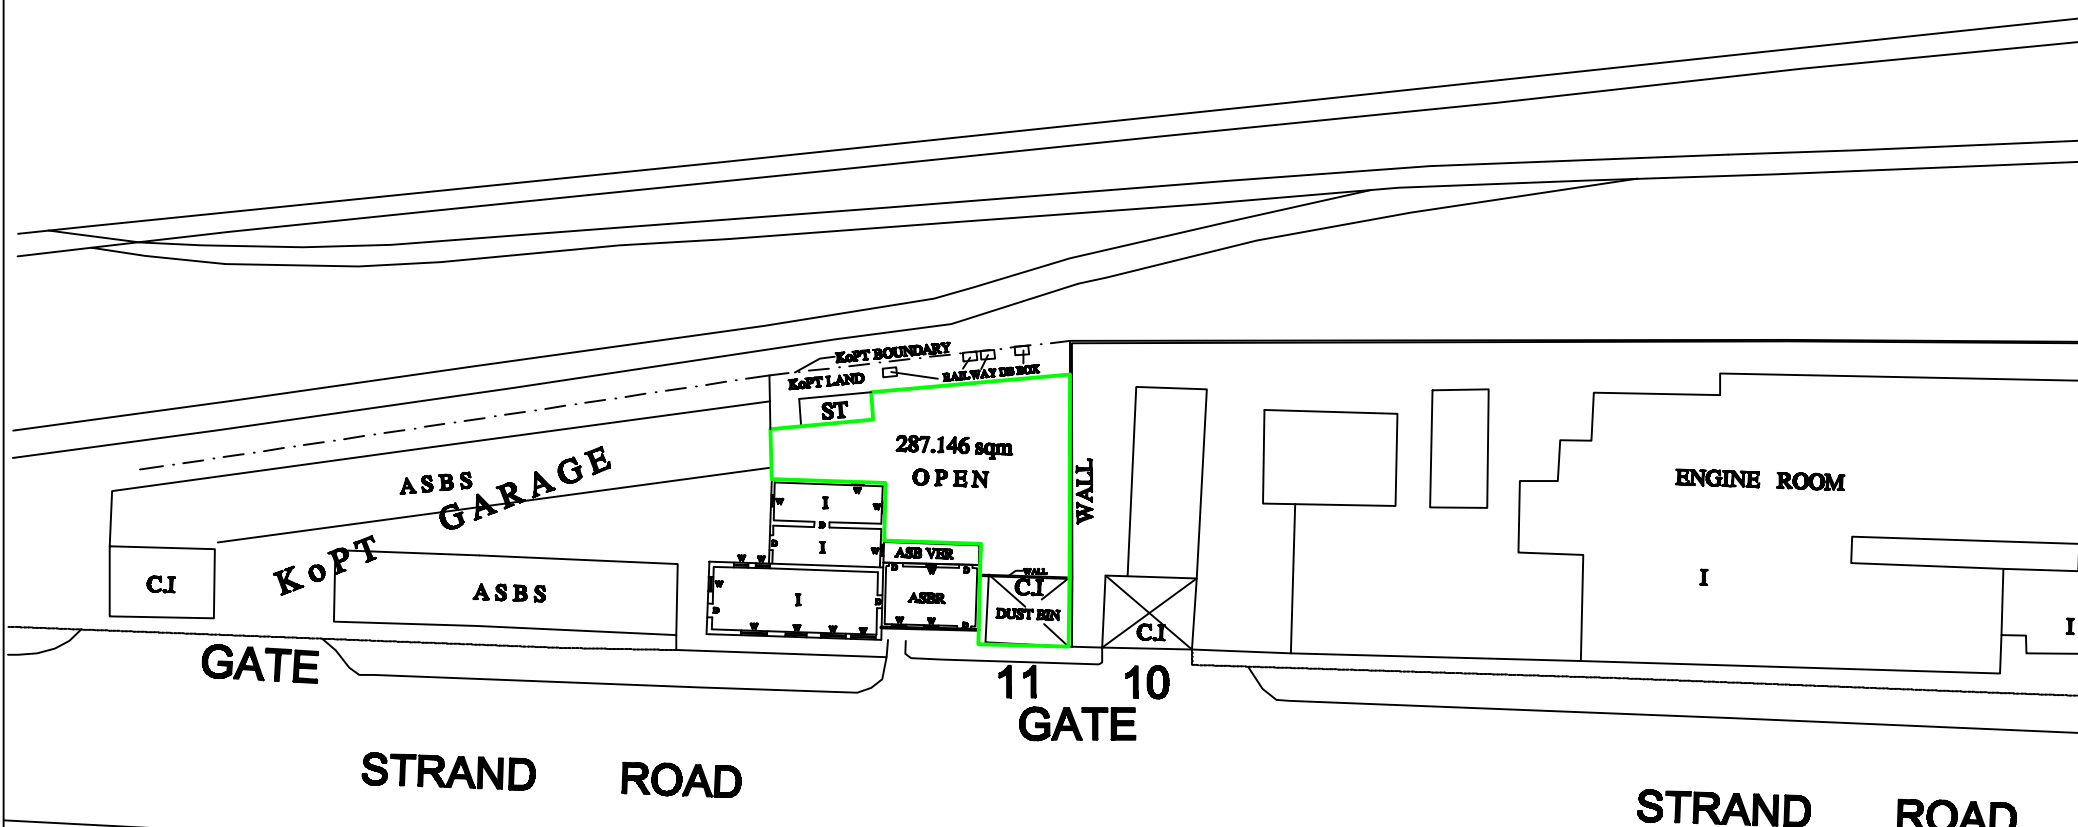 KoPT BOUNDARY
KoPT LAND
RAILWAY DB BOX
ST
287.146 sqm
OPEN
WALL
ASBS
KoPT GARAGE
ENGINE ROOM
W
W
W
I
D
I
D
W
ASB VER
W
W
D
W
D
W
I
D
D
ASBR
WALL
C.I
DUST BIN
C.I
ASBS
W
W
W
W
W
W
D
C.I
I
I
GATE
11
10
GATE
STRAND ROAD
STRAND ROAD